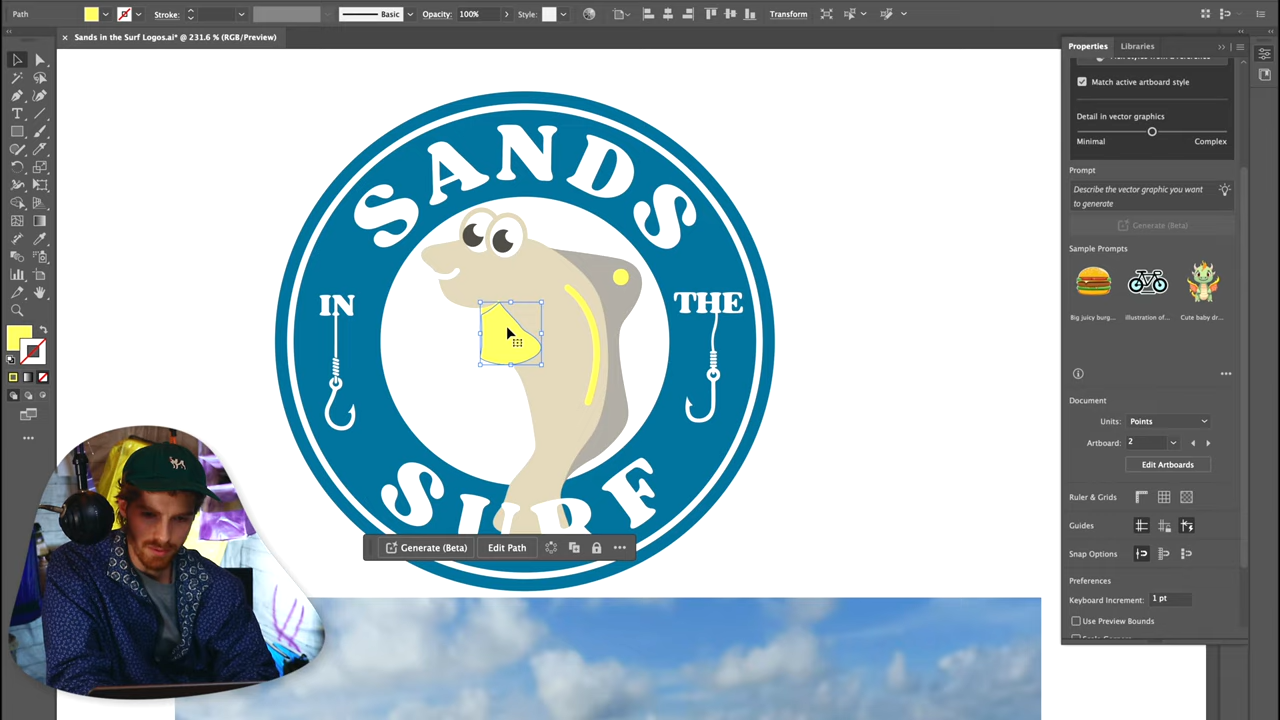 Path
Stroke:
Basic
Opacity:
100%
Style:
Transform
Sands in the Surf Logos.ai* @ 231.6 % (RGB/Preview)
Properties
Libraries
Match active artboard style
Detail in vector graphics
Minimal
Complex
Prompt
Describe the vector graphic you want
to generate
Generate (Beta)
Sample Prompts
Big juicy burg...
illustration of...
Cute baby dr...
Document
Units:
Points
Artboard:
2
Edit Artboards
Ruler & Grids
Guides
Snap Options
Preferences
Keyboard Increment:
1 pt
Use Preview Bounds
SANDS
IN
THE
SURF
Generate (Beta)
Edit Path